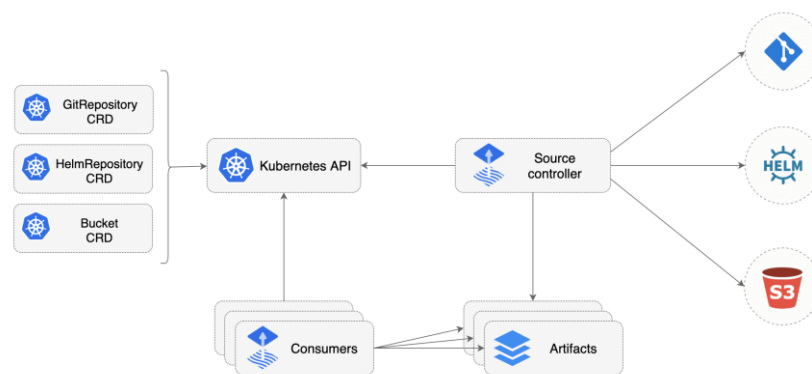 GitRepository
CRD
HelmRepository
CRD
Bucket
CRD
Kubernetes API
Source
controller
HELM
S3
Consumers
Artifacts